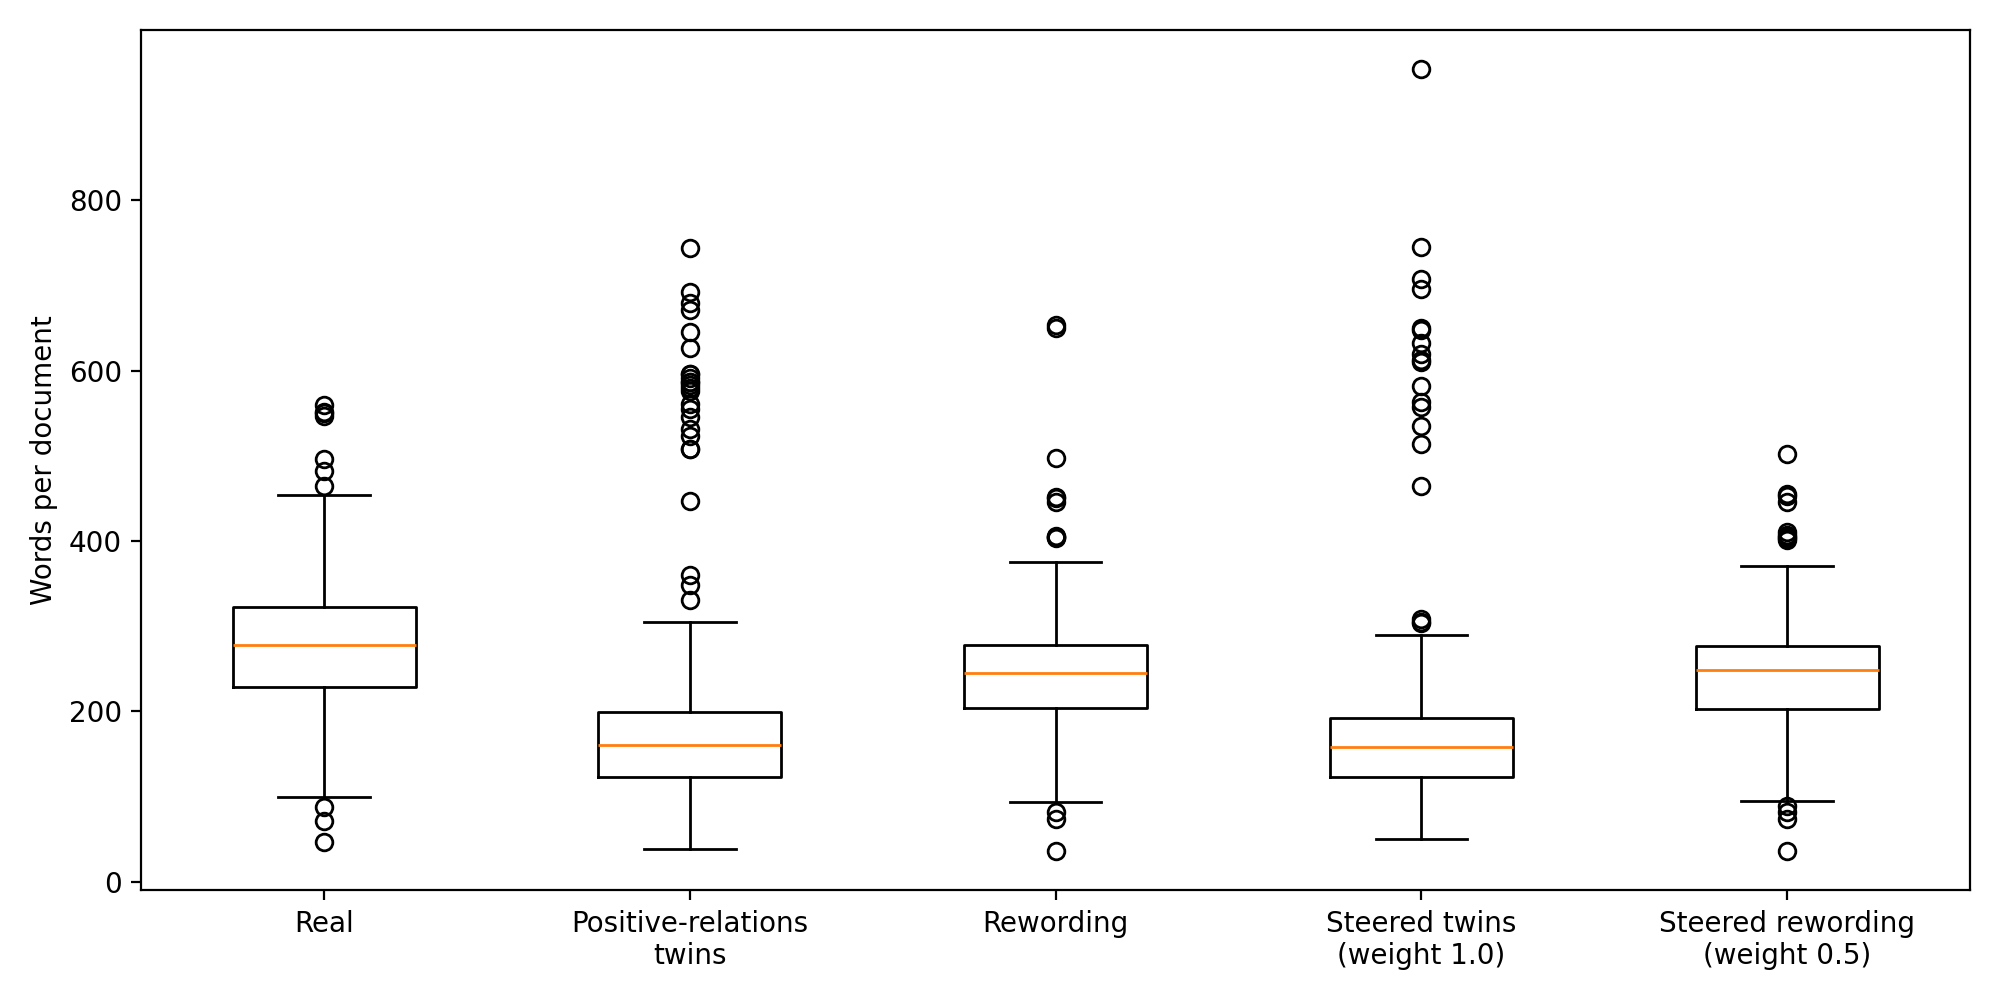 Words per document
800
600
400
200
0
Real
Positive-relations
twins
Rewording
Steered twins
(weight 1.0)
Steered rewording
(weight 0.5)